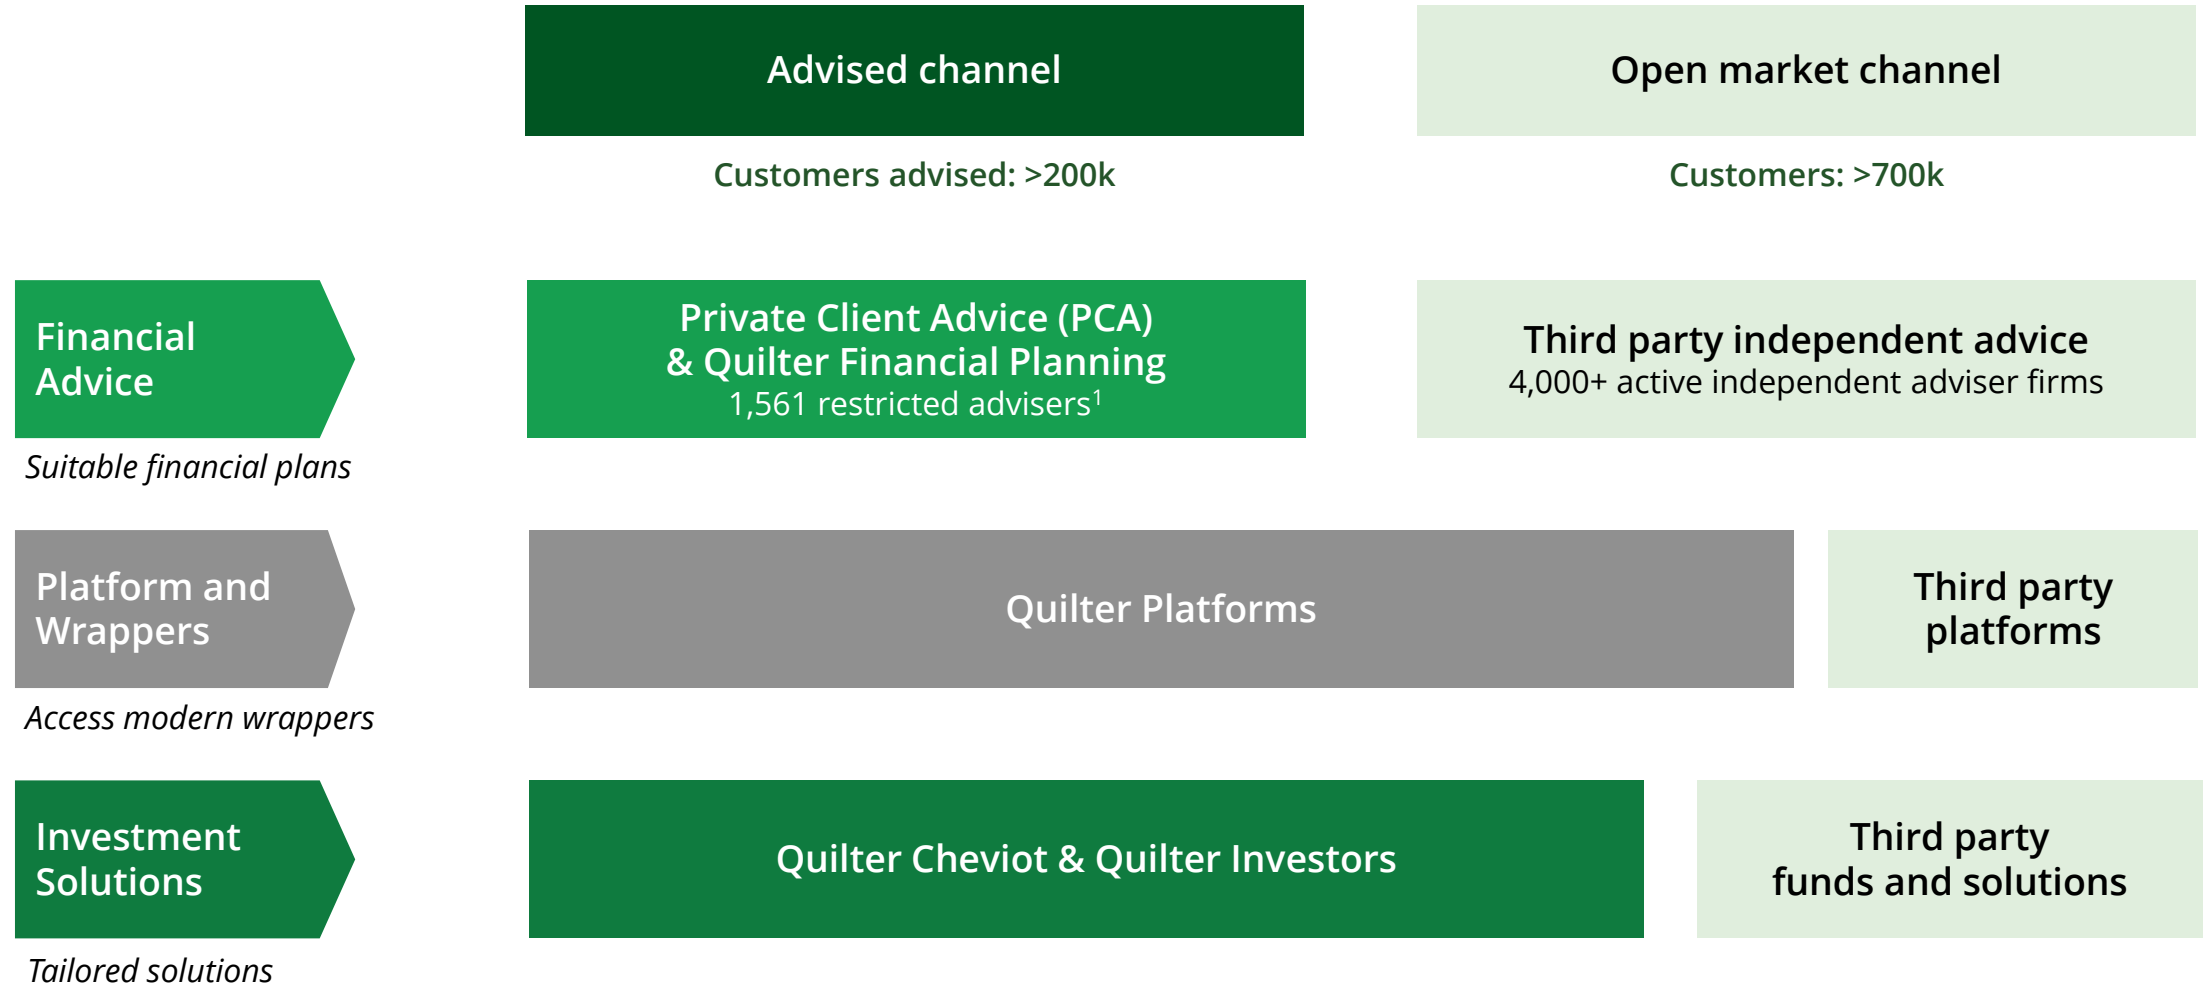 Advised channel
Open market channel
Customers advised: >200k
Customers: >700k
Financial
Advice
Private Client Advice (PCA)
& Quilter Financial Planning
1,561 restricted advisers¹
Third party independent advice
4,000+ active independent adviser firms
Suitable financial plans
Platform and
Wrappers
Quilter Platforms
Third party
platforms
Access modern wrappers
Investment
Solutions
Quilter Cheviot & Quilter Investors
Third party
funds and solutions
Tailored solutions